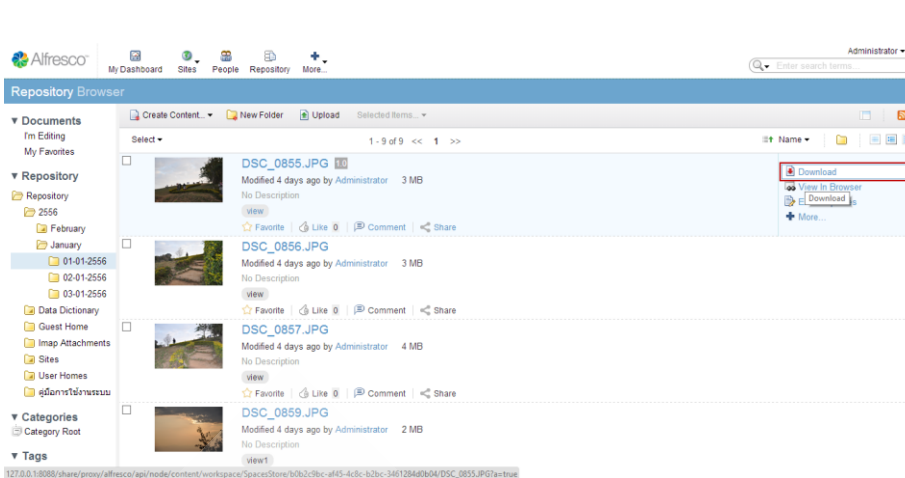 Alfresco
My Dashboard Sites People Repository More...
Administrator
Enter search terms...
Repository Browser
Documents
I'm Editing
My Favorites
Repository
Repository
2556
February
January
01-01-2556
02-01-2556
03-01-2556
Data Dictionary
Guest Home
Imap Attachments
Sites
User Homes
คู่มือการใช้งานระบบ
Categories
Category Root
Tags
Create Content... New Folder Upload Selected Items...
Select 1 - 9 of 9 << 1 >> Name
DSC_0855.JPG 1.0
Modified 4 days ago by Administrator 3 MB
No Description
view
Favorite Like 0 Comment Share
Download
View In Browser
Download
More...
DSC_0856.JPG
Modified 4 days ago by Administrator 3 MB
No Description
view
Favorite Like 0 Comment Share
DSC_0857.JPG
Modified 4 days ago by Administrator 4 MB
No Description
view
Favorite Like 0 Comment Share
DSC_0859.JPG
Modified 4 days ago by Administrator 2 MB
No Description
view1
127.0.0.1:8088/share/proxy/alfresco/api/node/content/workspace/SpacesStore/b0b2c9bc-af45-4c8c-b2bc-3461284d0b04/DSC_0855.JPG?a=true